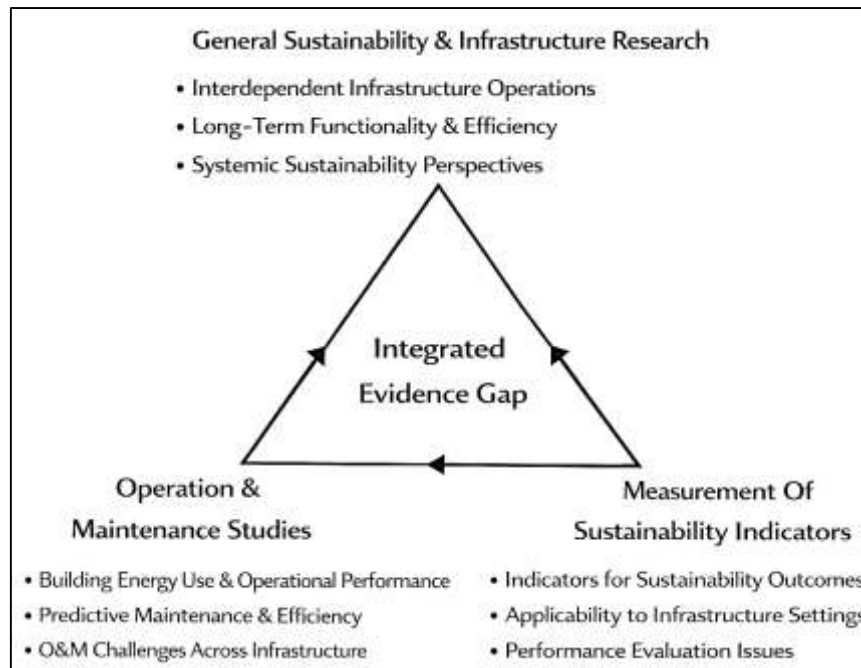 General Sustainability & Infrastructure Research
• Interdependent Infrastructure Operations
• Long-Term Functionality & Efficiency
• Systemic Sustainability Perspectives
Integrated
Evidence Gap
Operation &
Maintenance Studies
• Building Energy Use & Operational Performance
• Predictive Maintenance & Efficiency
• O&M Challenges Across Infrastructure
Measurement Of
Sustainability Indicators
• Indicators for Sustainability Outcomes
• Applicability to Infrastructure Settings
• Performance Evaluation Issues